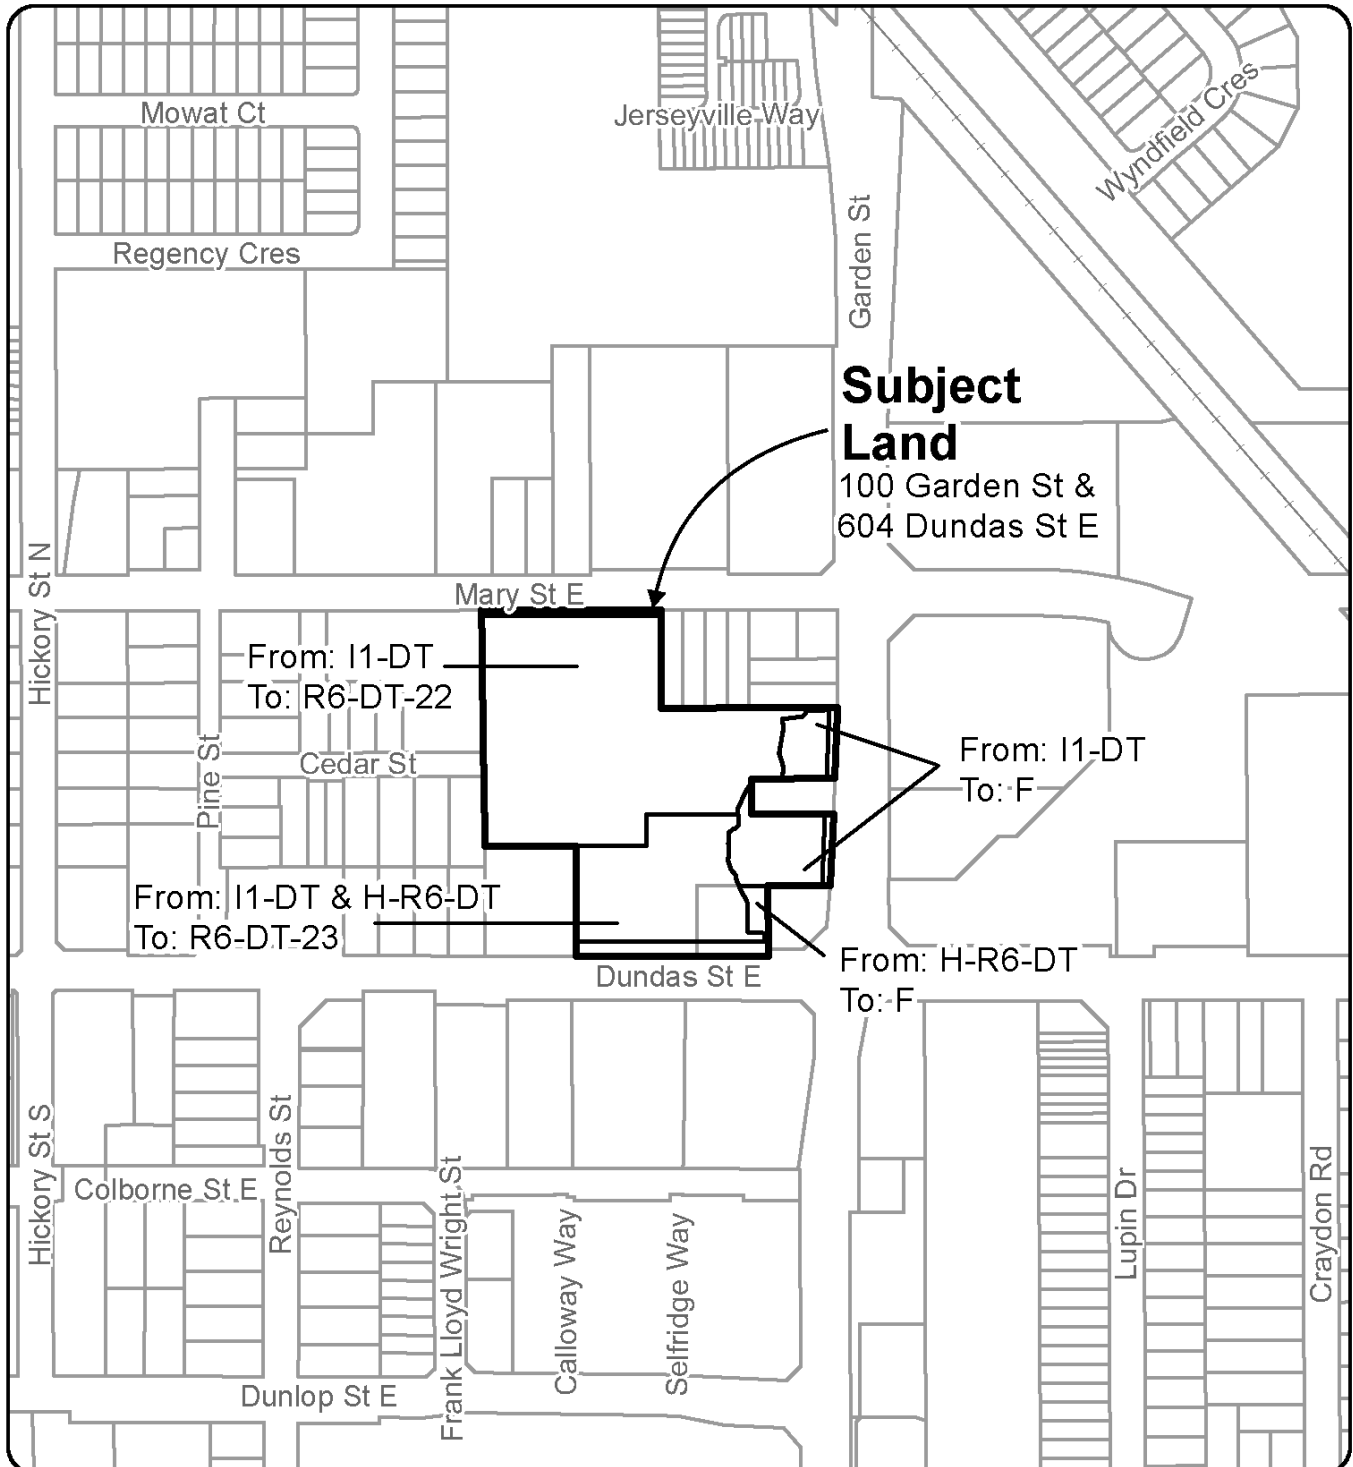 Mowat Ct
Jerseyville Way
Wyndfield Cres
Regency Cres
Garden St
Subject
Land
100 Garden St &
604 Dundas St E
Hickory St N
Mary St E
From: I1-DT
To: R6-DT-22
Pine St
Cedar St
From: I1-DT
To: F
From: I1-DT & H-R6-DT
To: R6-DT-23
From: H-R6-DT
To: F
Dundas St E
Hickory St S
Reynolds St
Colborne St E
Frank Lloyd Wright St
Calloway Way
Selfridge Way
Lupin Dr
Craydon Rd
Dunlop St E